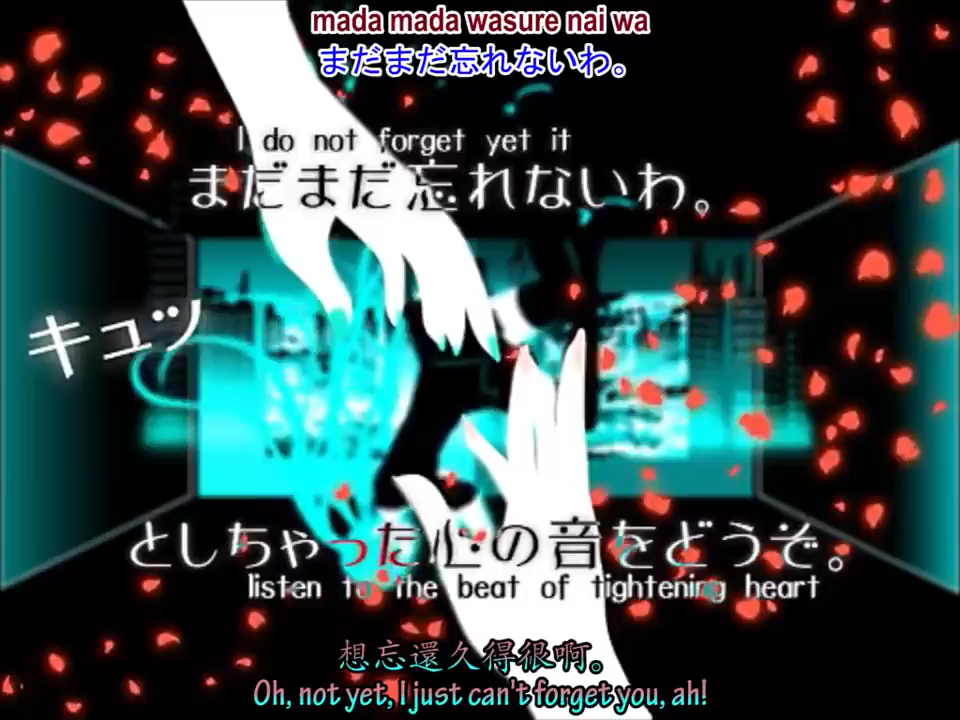 mada mada wasure nai wa
まだまだ忘れないわ。
I do not forget yet it
まだまだ忘れないわ。
キュッ
としちゃった心の音をどうぞ。
listen to the beat of tightening heart
想忘還久得很啊。
Oh, not yet, I just can't forget you, ah!